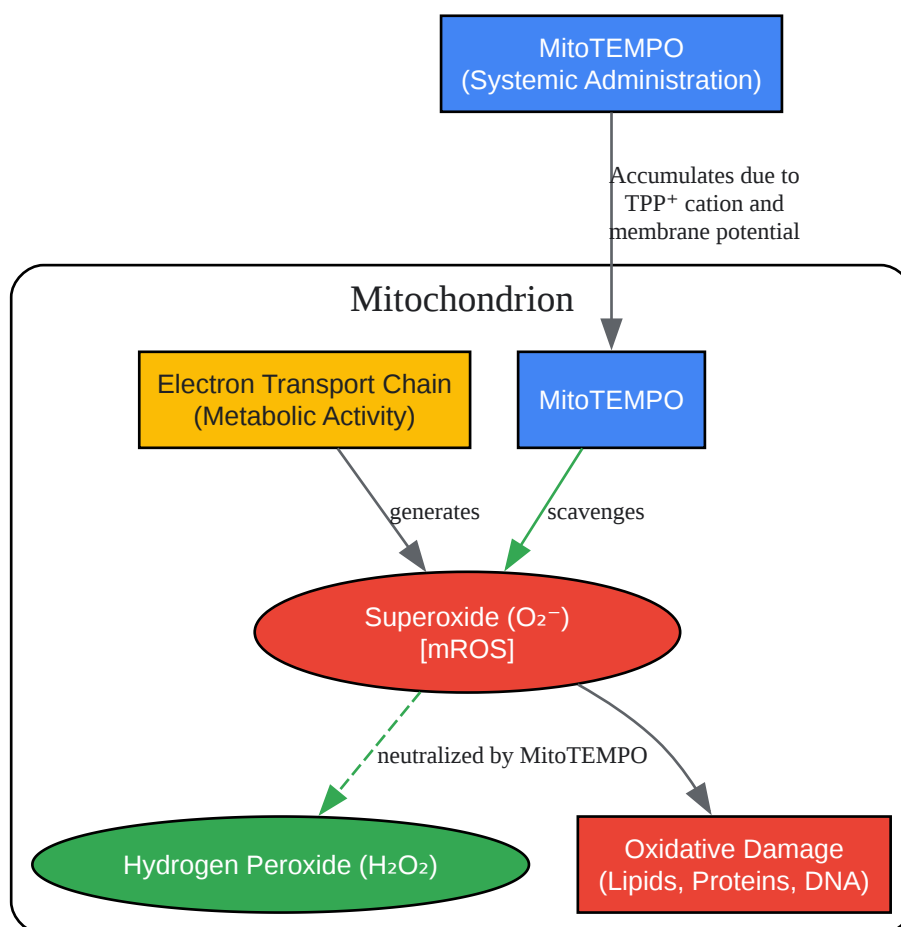 MitoTEMPO
(Systemic Administration)
Accumulates due to
TPP⁺ cation and
membrane potential
Mitochondrion
Electron Transport Chain
(Metabolic Activity)
MitoTEMPO
generates
scavenges
Superoxide (O₂⁻)
[mROS]
neutralized by MitoTEMPO
Hydrogen Peroxide (H₂O₂)
Oxidative Damage
(Lipids, Proteins, DNA)